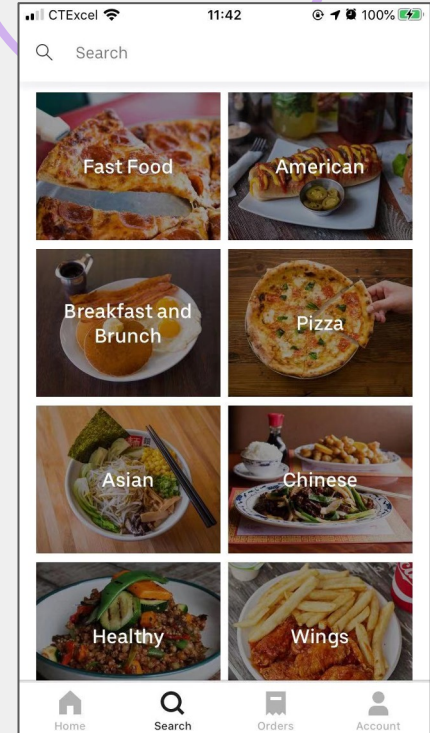 CTExcel 11:42 100%
Search
Fast Food American
Breakfast and
Brunch
Pizza
Asian Chinese
Healthy Wings
Home Search Orders Account